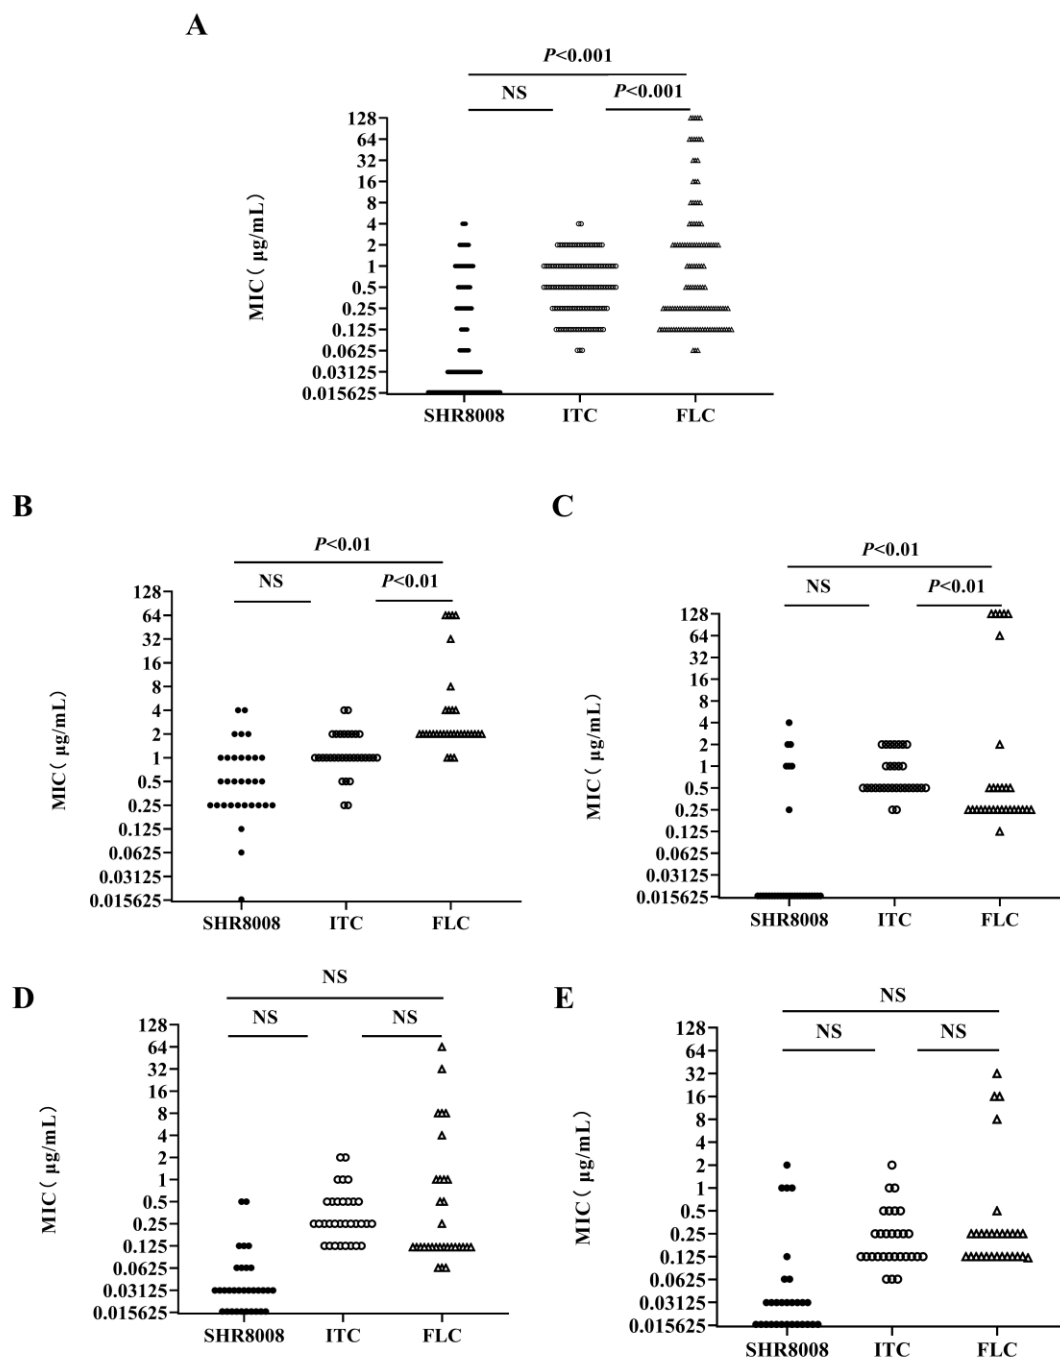 A
P<0.001
NS
P<0.001
128
64
32
16
8
4
2
1
0.5
0.25
0.125
0.0625
0.03125
0.015625
MIC( μg/mL)
SHR8008
ITC
FLC
B
P<0.01
NS
P<0.01
128
64
32
16
8
4
2
1
0.5
0.25
0.125
0.0625
0.03125
0.015625
MIC( μg/mL)
SHR8008
ITC
FLC
C
P<0.01
NS
P<0.01
128
64
32
16
8
4
2
1
0.5
0.25
0.125
0.0625
0.03125
0.015625
MIC( μg/mL)
SHR8008
ITC
FLC
D
NS
NS
NS
128
64
32
16
8
4
2
1
0.5
0.25
0.125
0.0625
0.03125
0.015625
MIC( μg/mL)
SHR8008
ITC
FLC
E
NS
NS
NS
128
64
32
16
8
4
2
1
0.5
0.25
0.125
0.0625
0.03125
0.015625
MIC( μg/mL)
SHR8008
ITC
FLC